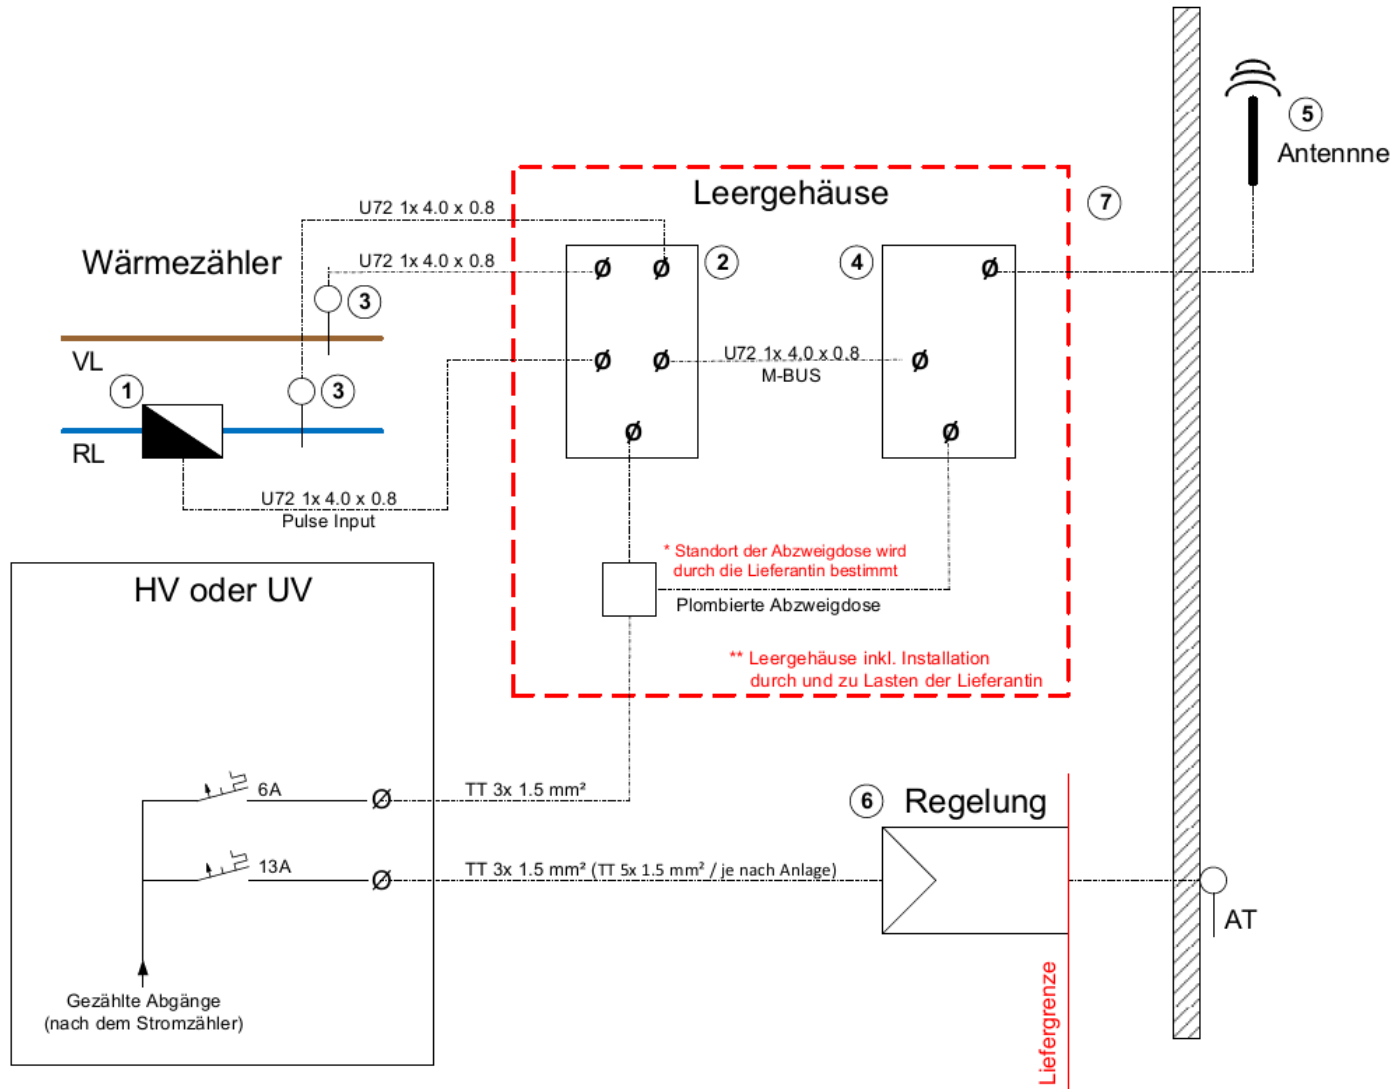 5
Antennne
Leergehäuse
7
U72 1x 4.0 x 0.8
Wärmezähler
U72 1x 4.0 x 0.8
2
4
3
VL
U72 1x 4.0 x 0.8
M-BUS
1
3
RL
U72 1x 4.0 x 0.8
Pulse Input
* Standort der Abzweigdose wird
durch die Lieferantin bestimmt
HV oder UV
Plombierte Abzweigdose
** Leergehäuse inkl. Installation
durch und zu Lasten der Lieferantin
6A
TT 3x 1.5 mm²
6
Regelung
13A
TT 3x 1.5 mm² (TT 5x 1.5 mm² / je nach Anlage)
AT
Gezählte Abgänge
(nach dem Stromzähler)
Liefergrenze